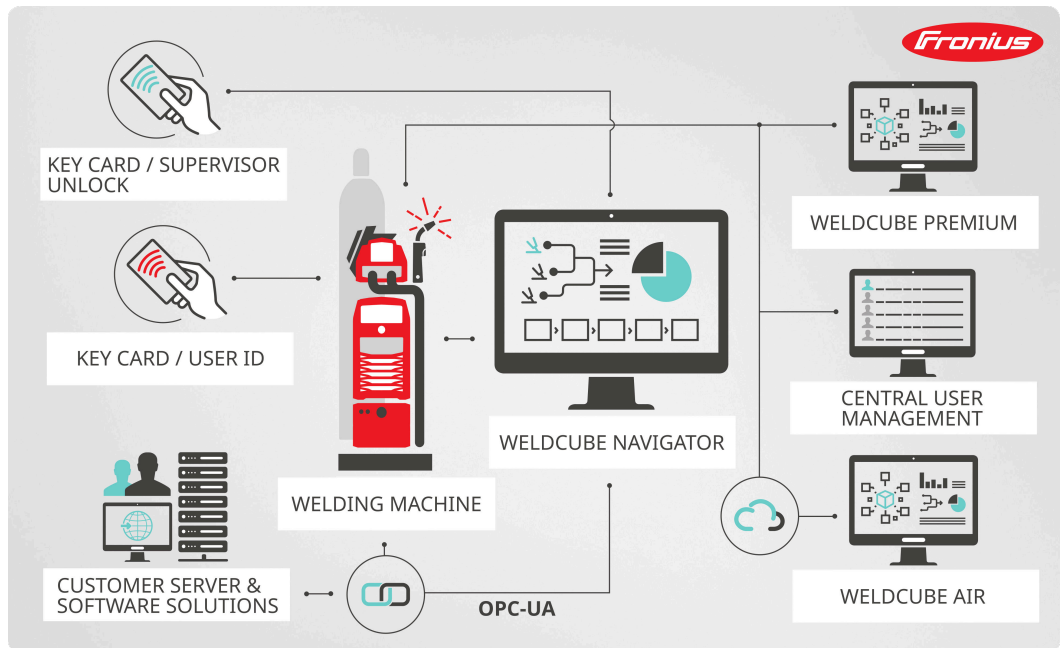 Fronius
KEY CARD / SUPERVISOR
UNLOCK
WELDCUBE PREMIUM
KEY CARD / USER ID
CENTRAL USER
MANAGEMENT
WELDCUBE NAVIGATOR
WELDING MACHINE
CUSTOMER SERVER &
SOFTWARE SOLUTIONS
OPC-UA
WELDCUBE AIR